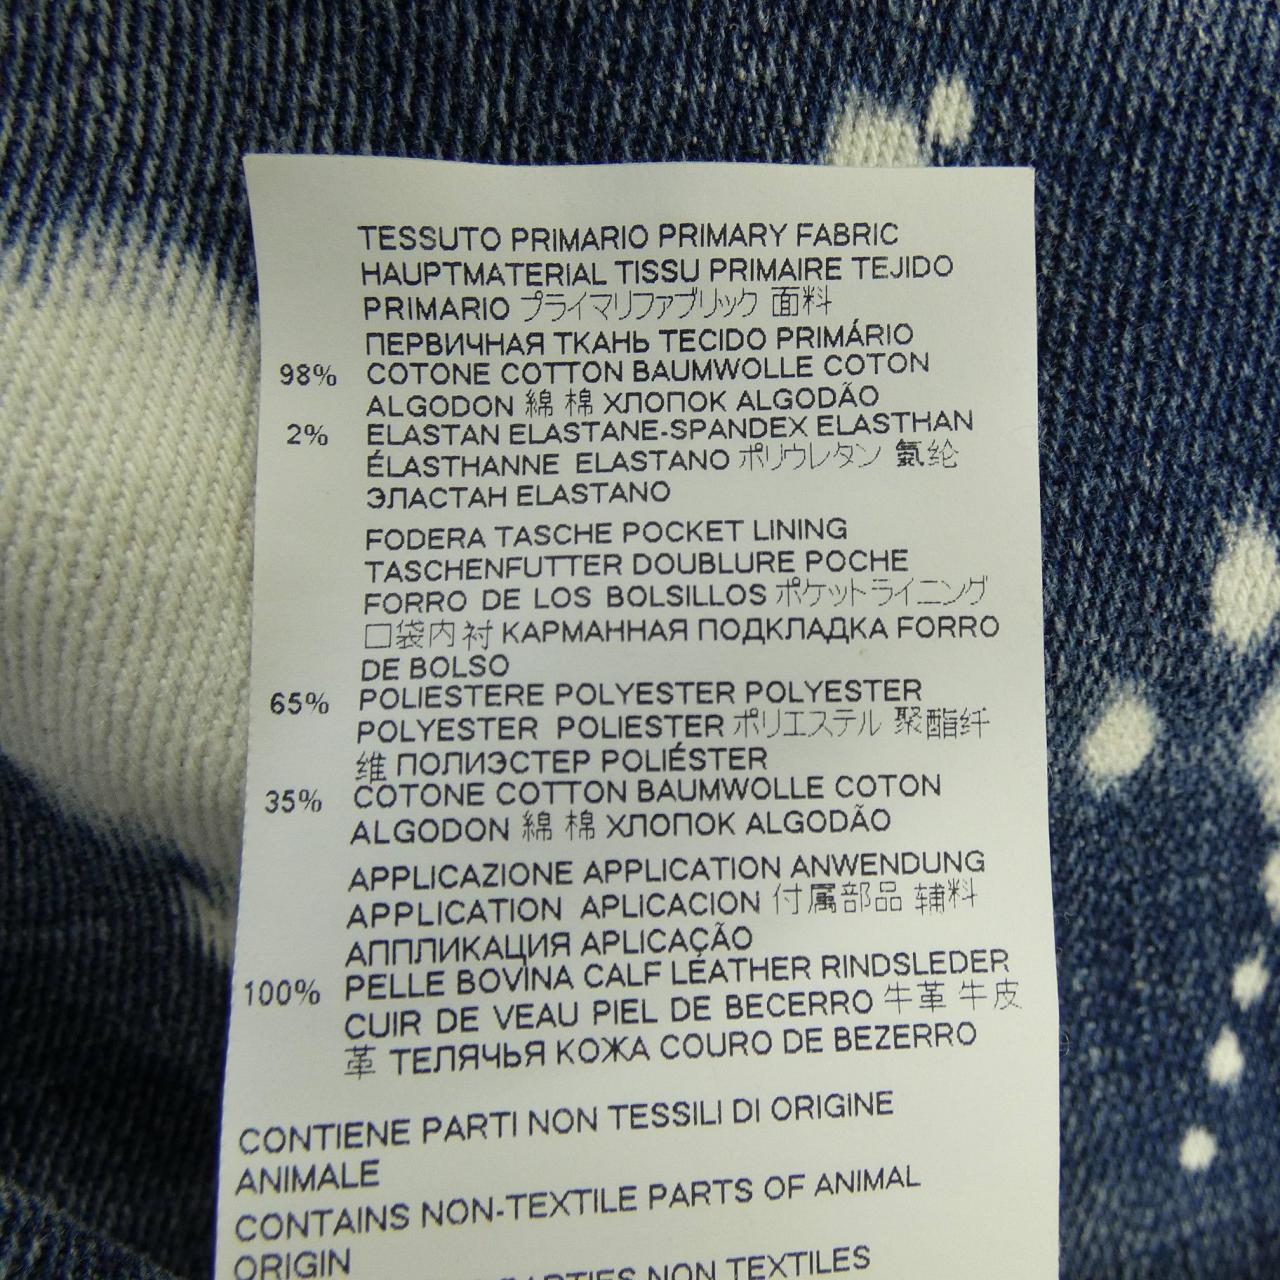 TESSUTO PRIMARIO PRIMARY FABRIC
HAUPTMATERIAL TISSU PRIMAIRE TEJIDO
PRIMARIO プライマリファブリック 面料
ПЕРВИЧНАЯ ТКАНЬ TECIDO PRIMÁRIO
98% COTONE COTTON BAUMWOLLE COTON
ALGODON 綿 棉 ХЛОПОК ALGODÃO
2% ELASTAN ELASTANE-SPANDEX ELASTHAN
ÉLASTHANNE ELASTANO ポリウレタン 氨纶
ЭЛАСТАН ELASTANO
FODERA TASCHE POCKET LINING
TASCHENFUTTER DOUBLURE POCHE
FORRO DE LOS BOLSILLOS ポケットライニング
口袋内衬 КАРМАННАЯ ПОДКЛАДКА FORRO
DE BOLSO
65% POLIESTERE POLYESTER POLYESTER
POLYESTER POLIESTER ポリエステル 聚酯纤
维 ПОЛИЭСТЕР POLIÉSTER
35% COTONE COTTON BAUMWOLLE COTON
ALGODON 綿 棉 ХЛОПОК ALGODÃO
APPLICAZIONE APPLICATION ANWENDUNG
APPLICATION APLICACION 付属部品 辅料
АППЛИКАЦИЯ APLICAÇÃO
100% PELLE BOVINA CALF LEATHER RINDSLEDER
CUIR DE VEAU PIEL DE BECERRO 牛革 牛皮
革 ТЕЛЯЧЬЯ КОЖА COURO DE BEZERRO
CONTIENE PARTI NON TESSILI DI ORIGINE
ANIMALE
CONTAINS NON-TEXTILE PARTS OF ANIMAL
ORIGIN
PARTIES NON TEXTILES